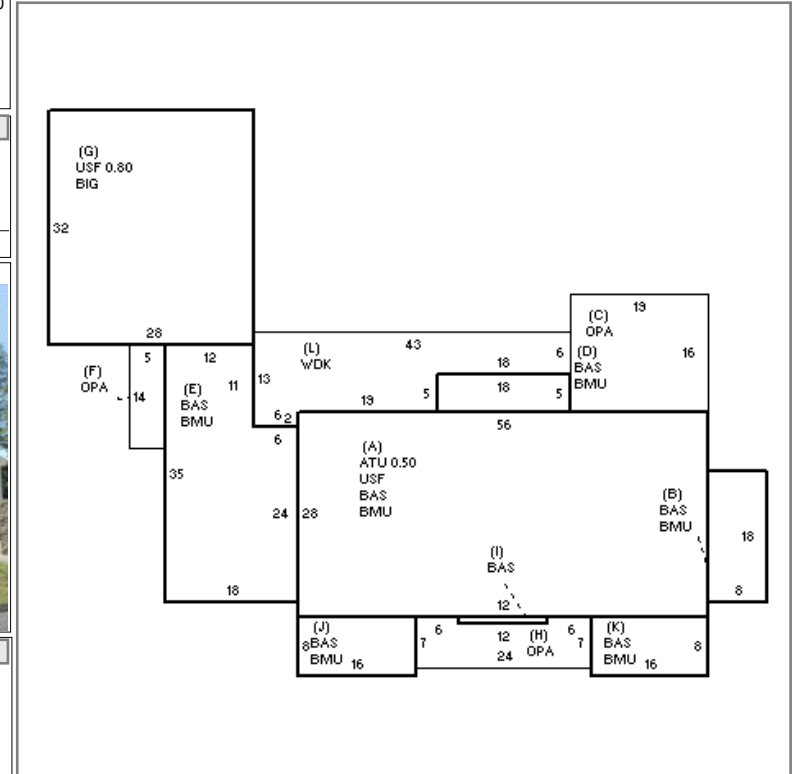 (G)
USF 0.80
BIG
32
28
(C)
OPA
19
16
(D)
BAS
BMU
(L)
WDK
43
6
18
18
5
5
13
19
6 2
6
(F)
OPA
14
5
12
11
(E)
BAS
BMU
35
24
18
56
(A)
ATU 0.50
USF
BAS
BMU
28
(B)
BAS
BMU
18
8
(I)
BAS
12
(J)
BAS
BMU
8
16
7
6
12
24
(H)
OPA
6
7
(K)
BAS
BMU
16
8